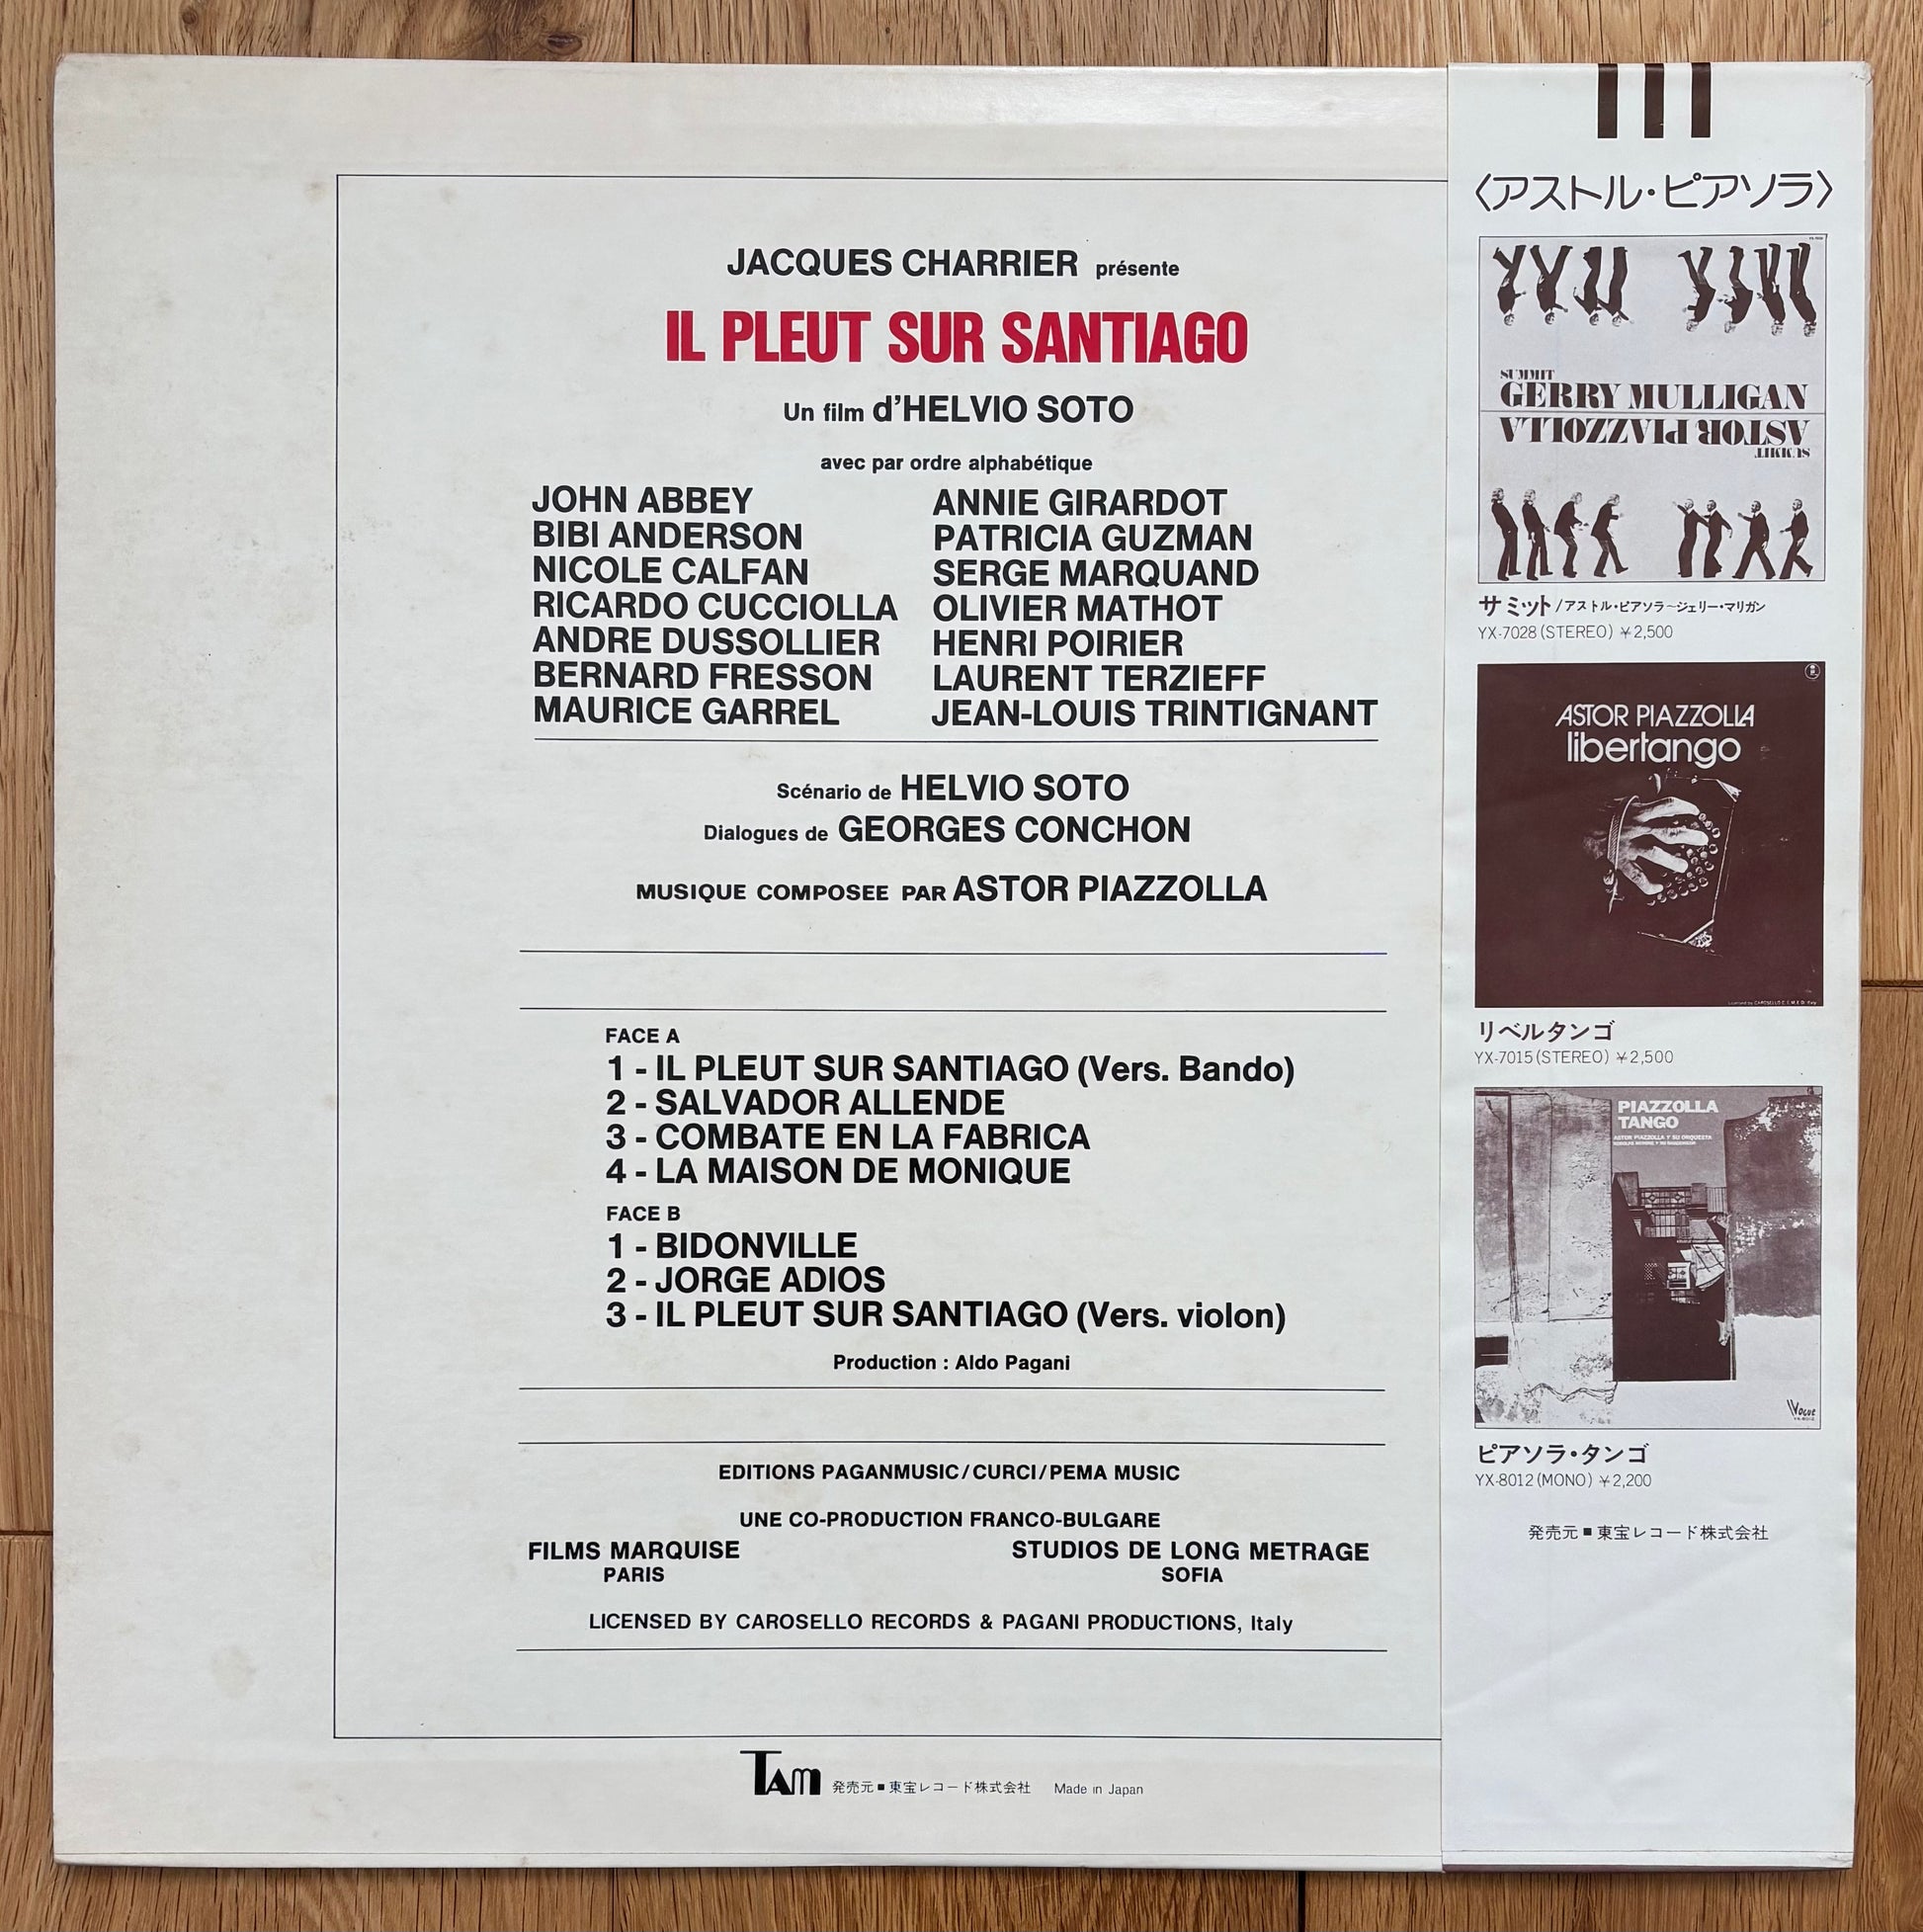 JACQUES CHARRIER présente
IL PLEUT SUR SANTIAGO
Un film d'HELVIO SOTO
avec par ordre alphabétique
JOHN ABBEY
BIBI ANDERSON
NICOLE CALFAN
RICARDO CUCCIOLLA
ANDRE DUSSOLLIER
BERNARD FRESSON
MAURICE GARREL
ANNIE GIRARDOT
PATRICIA GUZMAN
SERGE MARQUAND
OLIVIER MATHOT
HENRI POIRIER
LAURENT TERZIEFF
JEAN-LOUIS TRINTIGNANT
Scénario de HELVIO SOTO
Dialogues de GEORGES CONCHON
MUSIQUE COMPOSEE PAR ASTOR PIAZZOLLA
FACE A
1 - IL PLEUT SUR SANTIAGO (Vers. Bando)
2 - SALVADOR ALLENDE
3 - COMBATE EN LA FABRICA
4 - LA MAISON DE MONIQUE
FACE B
1 - BIDONVILLE
2 - JORGE ADIOS
3 - IL PLEUT SUR SANTIAGO (Vers. violon)
Production : Aldo Pagani
EDITIONS PAGANMUSIC/CURCI/PEMA MUSIC
UNE CO-PRODUCTION FRANCO-BULGARE
FILMS MARQUISE
PARIS
STUDIOS DE LONG METRAGE
SOFIA
LICENSED BY CAROSELLO RECORDS & PAGANI PRODUCTIONS, Italy
TAM 発売元■東宝レコード株式会社 Made in Japan
〈アストル・ピアソラ〉
SUMMIT
GERRY MULLIGAN
ASTOR PIAZZOLLA
SUMMIT
サミット/アストル・ピアソラ〜ジェリー・マリガン
YX-7028(STEREO) ¥2,500
ASTOR PIAZZOLLA
libertango
リベルタンゴ
YX-7015(STEREO) ¥2,500
PIAZZOLLA
TANGO
ASTOR PIAZZOLLA Y SU ORQUESTA
Vogue
ピアソラ・タンゴ
YX-8012(MONO) ¥2,200
発売元■東宝レコード株式会社